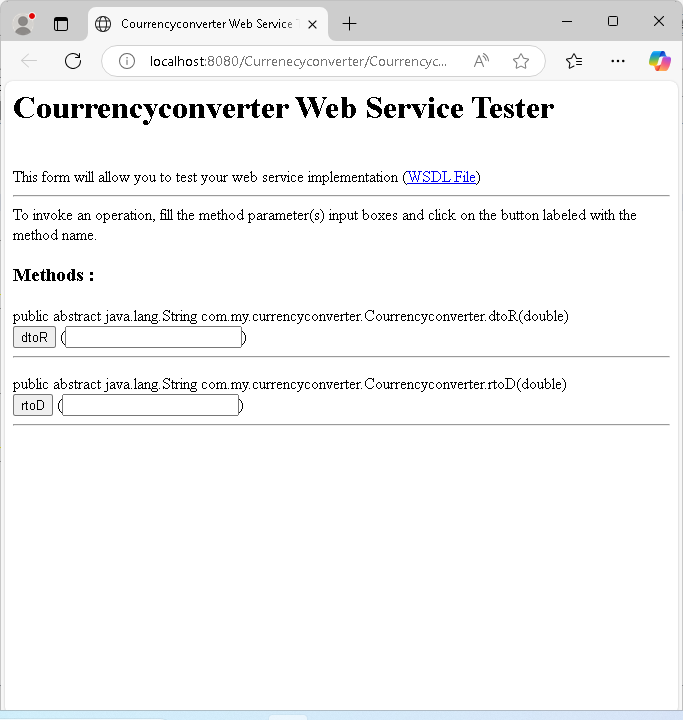 Courrencyconverter Web Service
localhost:8080/Currenecyconverter/Courrencyc...
Courrencyconverter Web Service Tester
This form will allow you to test your web service implementation (WSDL File)
To invoke an operation, fill the method parameter(s) input boxes and click on the button labeled with the
method name.
Methods :
public abstract java.lang.String com.my.currencyconverter.Courrencyconverter.dtoR(double)
dtoR ( )
public abstract java.lang.String com.my.currencyconverter.Courrencyconverter.rtoD(double)
rtoD ( )